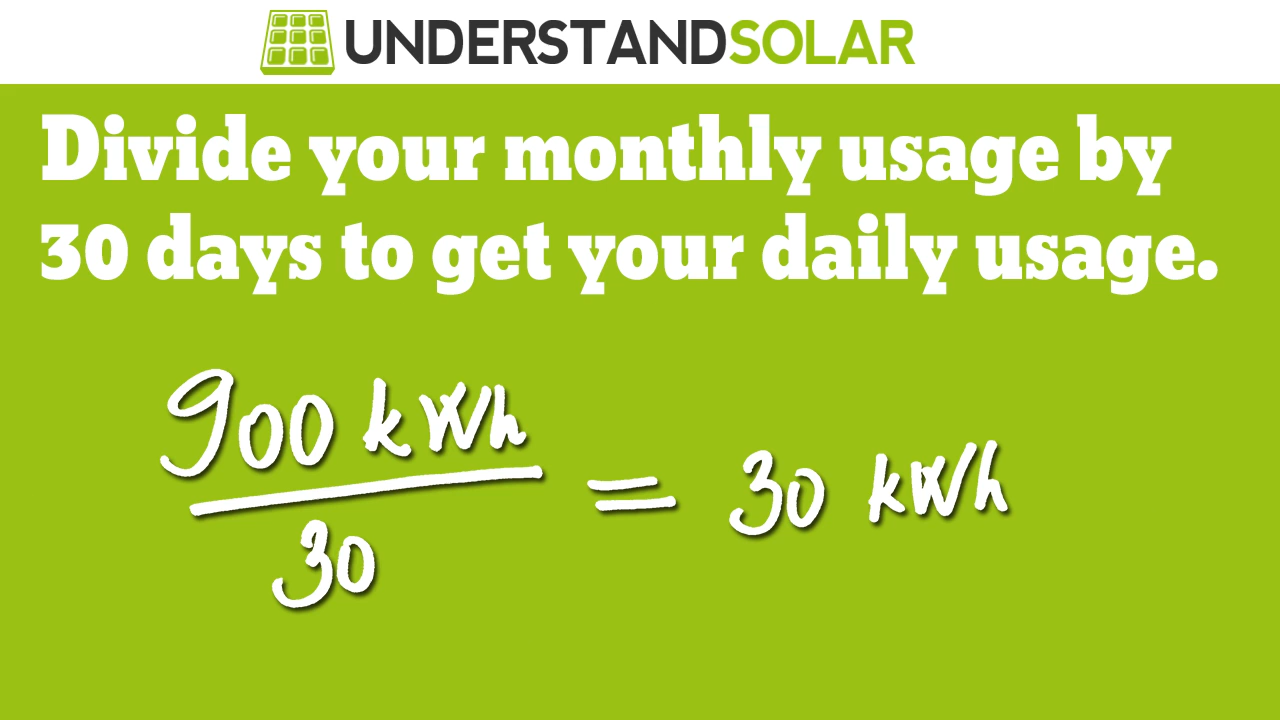 UNDERSTANDSOLAR
Divide your monthly usage by
30 days to get your daily usage.
900 kWh
30
= 30 kWh